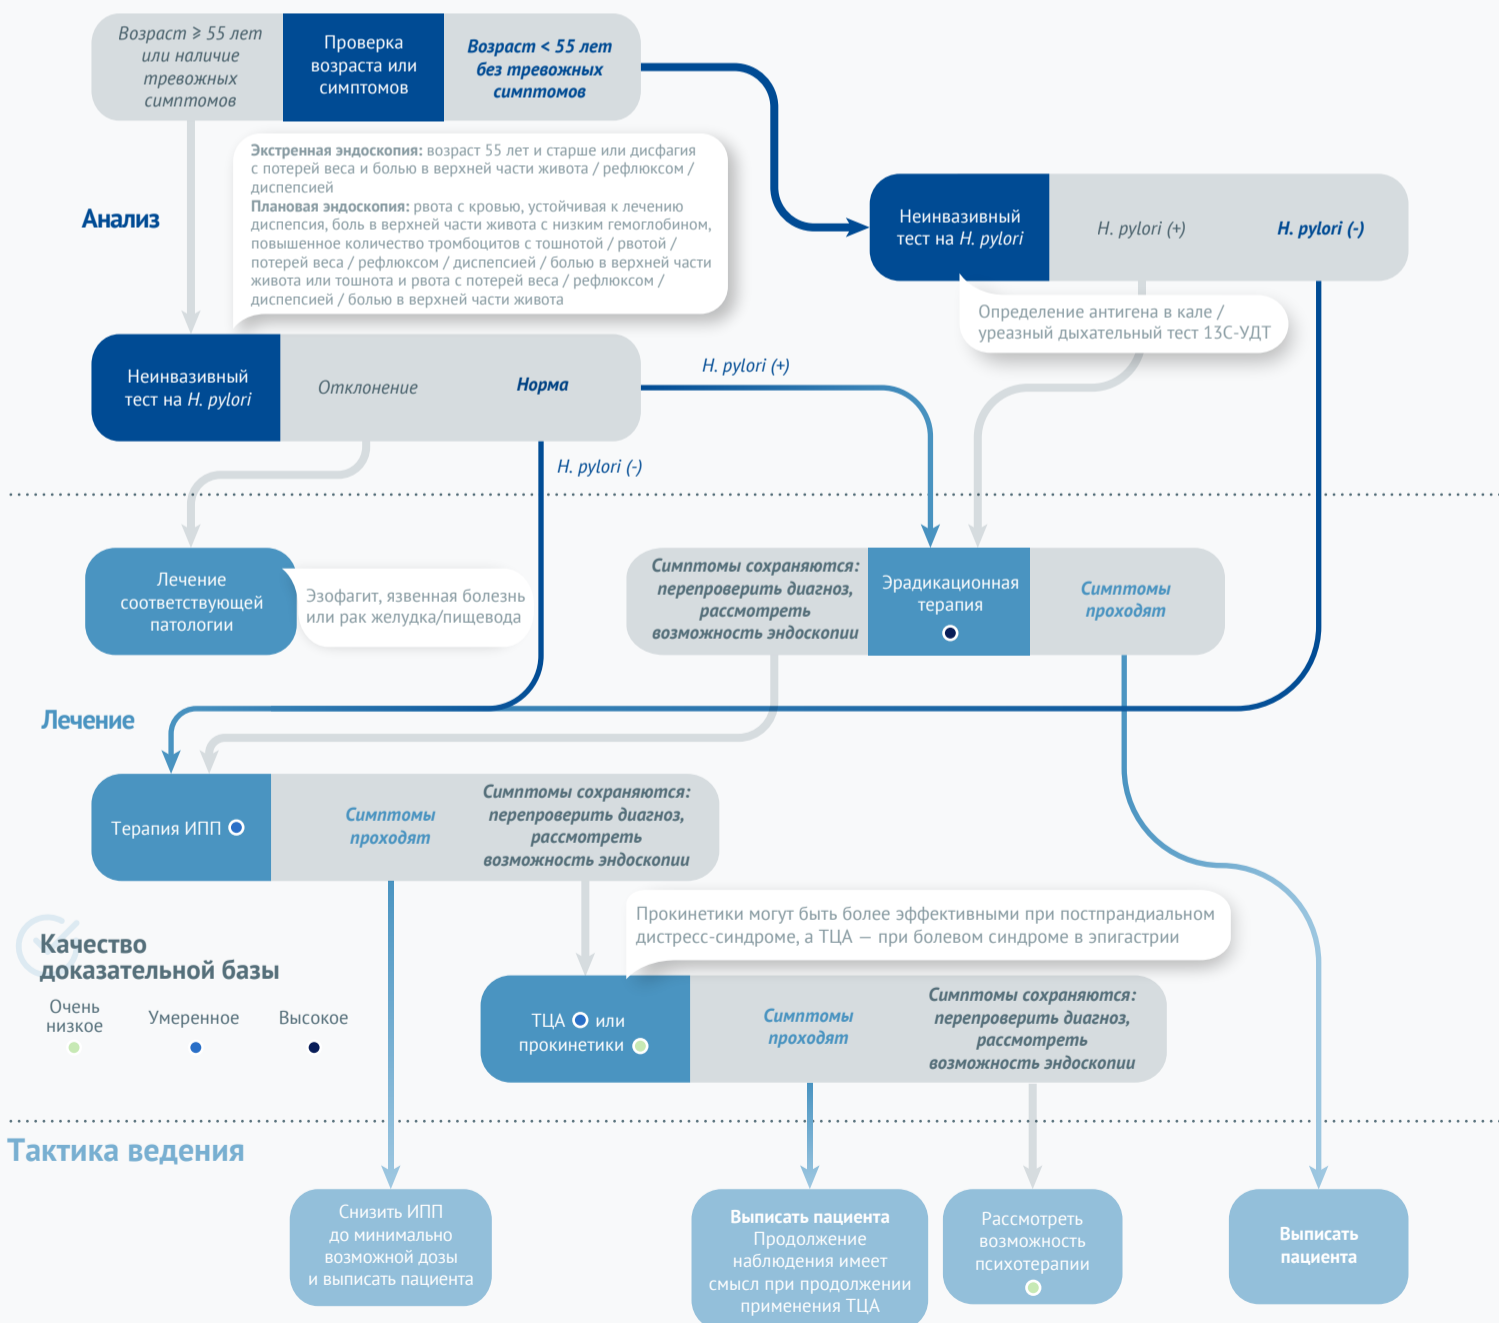 Возраст ≥ 55 лет
или наличие
тревожных
симптомов
Проверка
возраста или
симптомов
Возраст < 55 лет
без тревожных
симптомов
Анализ
Экстренная эндоскопия: возраст 55 лет и старше или дисфагия
с потерей веса и болью в верхней части живота / рефлюксом /
диспепсией
Плановая эндоскопия: рвота с кровью, устойчивая к лечению
диспепсия, боль в верхней части живота с низким гемоглобином,
повышенное количество тромбоцитов с тошнотой / рвотой /
потерей веса / рефлюксом / диспепсией / болью в верхней части
живота или тошнота и рвота с потерей веса / рефлюксом /
диспепсией / болью в верхней части живота
Неинвазивный
тест на H. pylori
H. pylori (+)
H. pylori (-)
Определение антигена в кале /
уреазный дыхательный тест 13С-УДТ
Неинвазивный
тест на H. pylori
Отклонение
Норма
H. pylori (+)
H. pylori (-)
Лечение
соответствующей
патологии
Эзофагит, язвенная болезнь
или рак желудка/пищевода
Симптомы сохраняются:
перепроверить диагноз,
рассмотреть
возможность эндоскопии
Эрадикационная
терапия
Симптомы
проходят
Лечение
Терапия ИПП
Симптомы
проходят
Симптомы сохраняются:
перепроверить диагноз,
рассмотреть
возможность эндоскопии
Прокинетики могут быть более эффективными при постпрандиальном
дистресс-синдроме, а ТЦА — при болевом синдроме в эпигастрии
Качество
доказательной базы
Очень
низкое
Умеренное
Высокое
ТЦА или
прокинетики
Симптомы
проходят
Симптомы сохраняются:
перепроверить диагноз,
рассмотреть
возможность эндоскопии
Тактика ведения
Снизить ИПП
до минимально
возможной дозы
и выписать пациента
Выписать пациента
Продолжение
наблюдения имеет
смысл при продолжении
применения ТЦА
Рассмотреть
возможность
психотерапии
Выписать
пациента